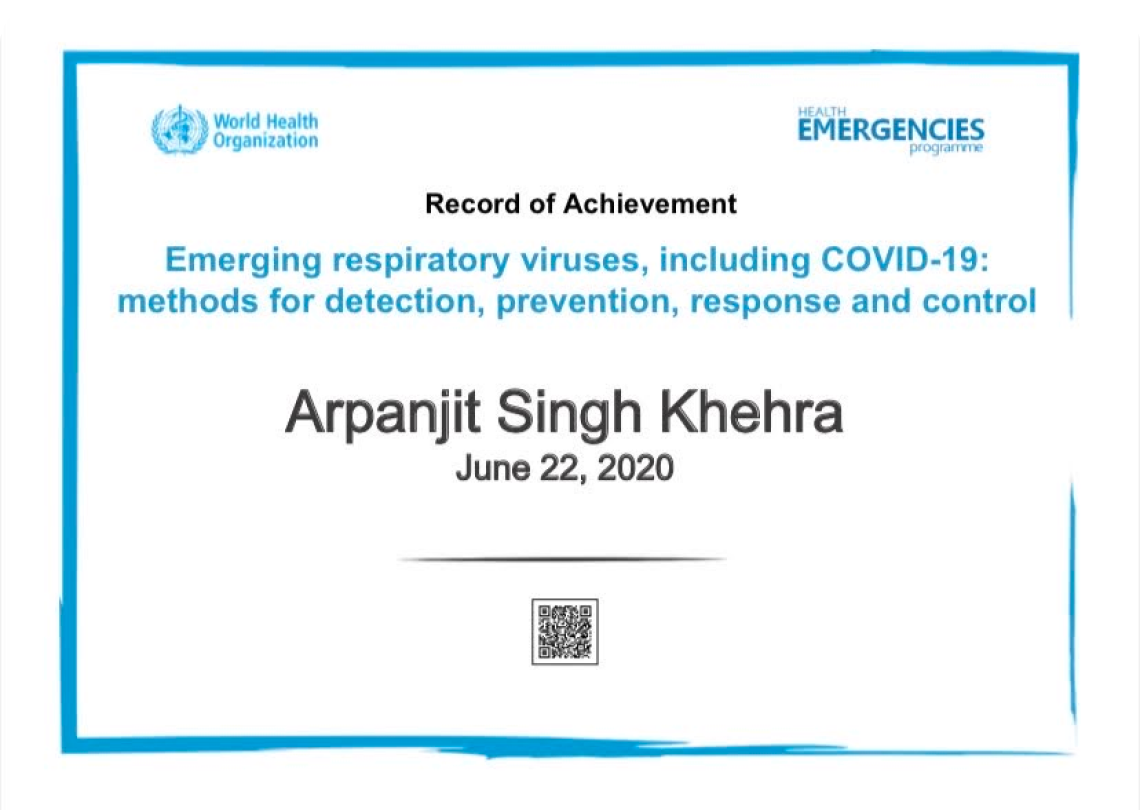 World Health
Organization
HEALTH
EMERGENCIES
programme
Record of Achievement
Emerging respiratory viruses, including COVID-19:
methods for detection, prevention, response and control
Arpanjit Singh Khehra
June 22, 2020